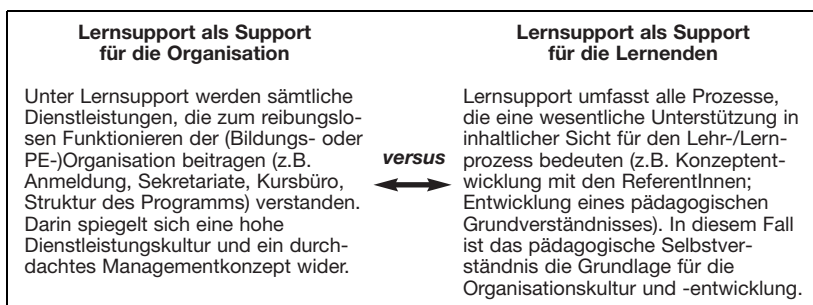 Lernsupport als Support
für die Organisation
Unter Lernsupport werden sämtliche
Dienstleistungen, die zum reibungslo-
sen Funktionieren der (Bildungs- oder
PE-)Organisation beitragen (z.B.
Anmeldung, Sekretariate, Kursbüro,
Struktur des Programms) verstanden.
Darin spiegelt sich eine hohe
Dienstleistungskultur und ein durch-
dachtes Managementkonzept wider.
versus
Lernsupport als Support
für die Lernenden
Lernsupport umfasst alle Prozesse,
die eine wesentliche Unterstützung in
inhaltlicher Sicht für den Lehr-/Lern-
prozess bedeuten (z.B. Konzeptent-
wicklung mit den ReferentInnen;
Entwicklung eines pädagogischen
Grundverständnisses). In diesem Fall
ist das pädagogische Selbstver-
ständnis die Grundlage für die
Organisationskultur und -entwicklung.